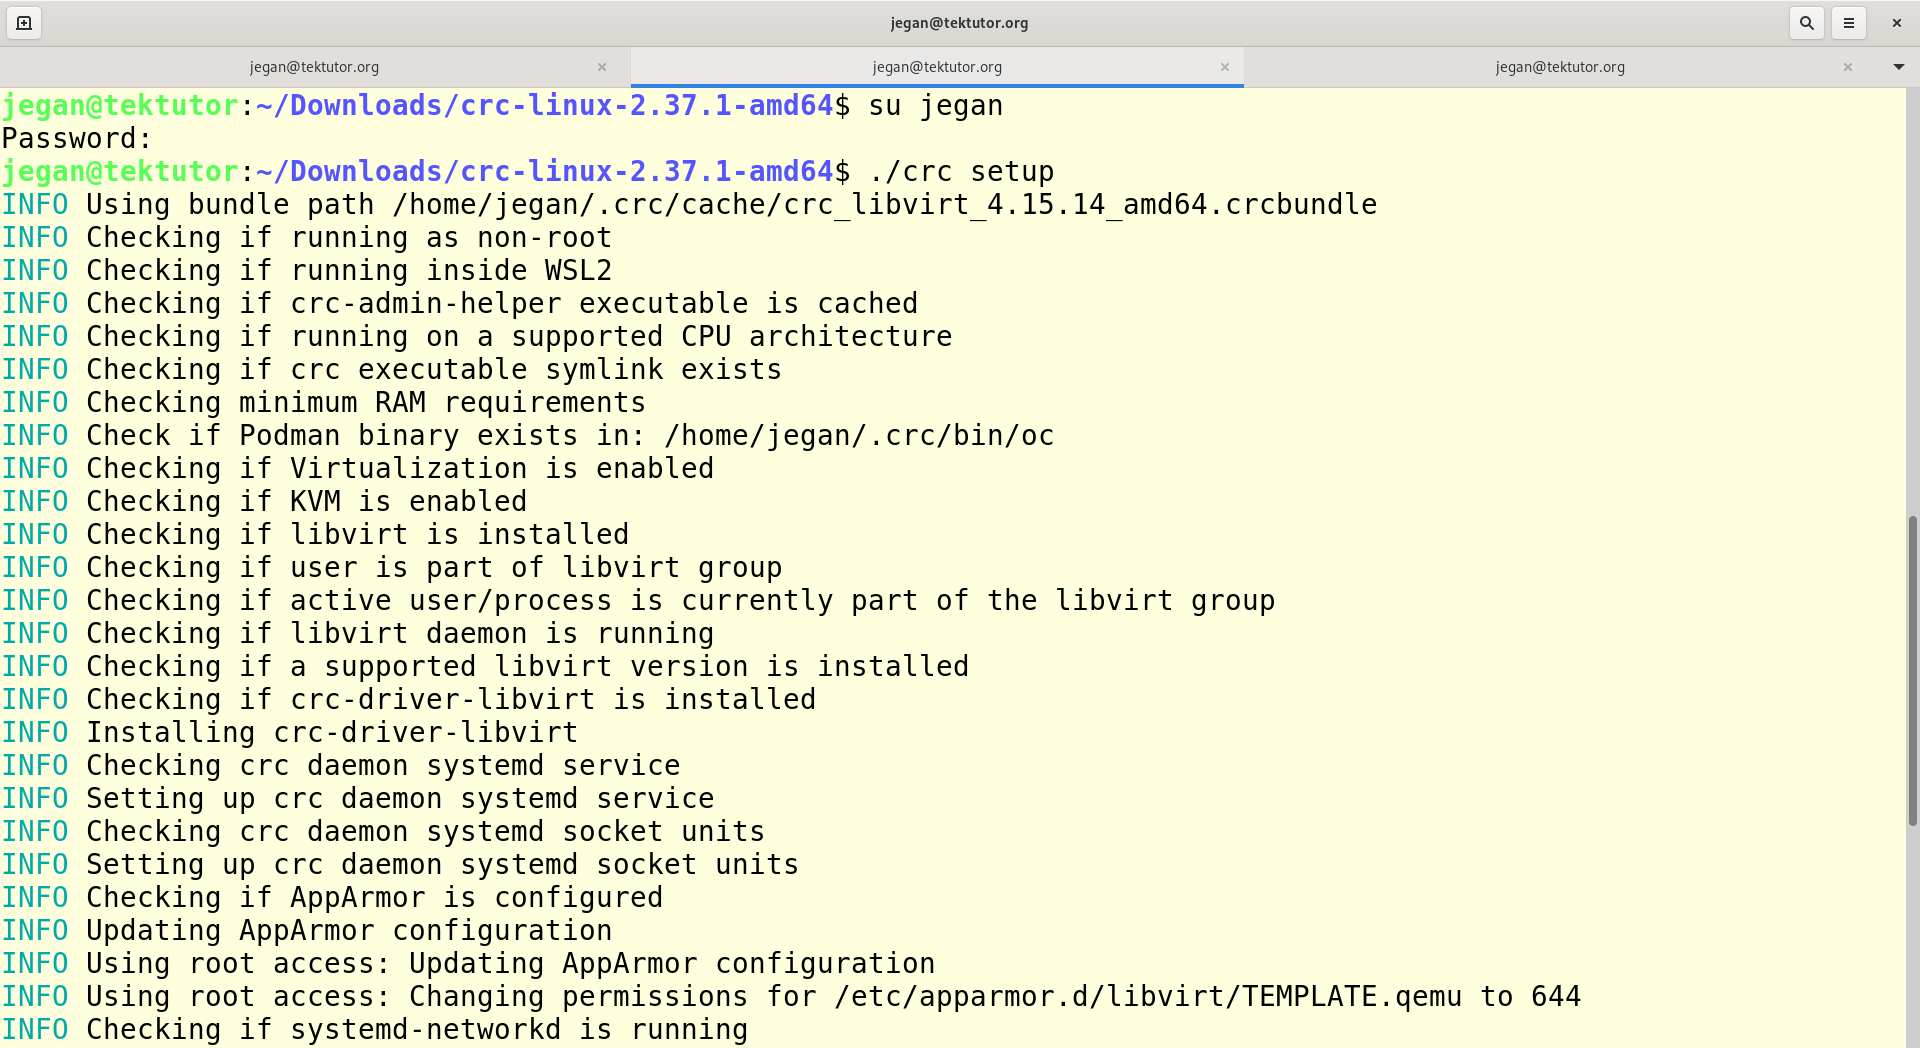 jegan@tektutor.org
jegan@tektutor.org
jegan@tektutor.org
jegan@tektutor.org
jegan@tektutor:~/Downloads/crc-linux-2.37.1-amd64$ su jegan
Password:
jegan@tektutor:~/Downloads/crc-linux-2.37.1-amd64$ ./crc setup
INFO Using bundle path /home/jegan/.crc/cache/crc_libvirt_4.15.14_amd64.crcbundle
INFO Checking if running as non-root
INFO Checking if running inside WSL2
INFO Checking if crc-admin-helper executable is cached
INFO Checking if running on a supported CPU architecture
INFO Checking if crc executable symlink exists
INFO Checking minimum RAM requirements
INFO Check if Podman binary exists in: /home/jegan/.crc/bin/oc
INFO Checking if Virtualization is enabled
INFO Checking if KVM is enabled
INFO Checking if libvirt is installed
INFO Checking if user is part of libvirt group
INFO Checking if active user/process is currently part of the libvirt group
INFO Checking if libvirt daemon is running
INFO Checking if a supported libvirt version is installed
INFO Checking if crc-driver-libvirt is installed
INFO Installing crc-driver-libvirt
INFO Checking crc daemon systemd service
INFO Setting up crc daemon systemd service
INFO Checking crc daemon systemd socket units
INFO Setting up crc daemon systemd socket units
INFO Checking if AppArmor is configured
INFO Updating AppArmor configuration
INFO Using root access: Updating AppArmor configuration
INFO Using root access: Changing permissions for /etc/apparmor.d/libvirt/TEMPLATE.qemu to 644
INFO Checking if systemd-networkd is running